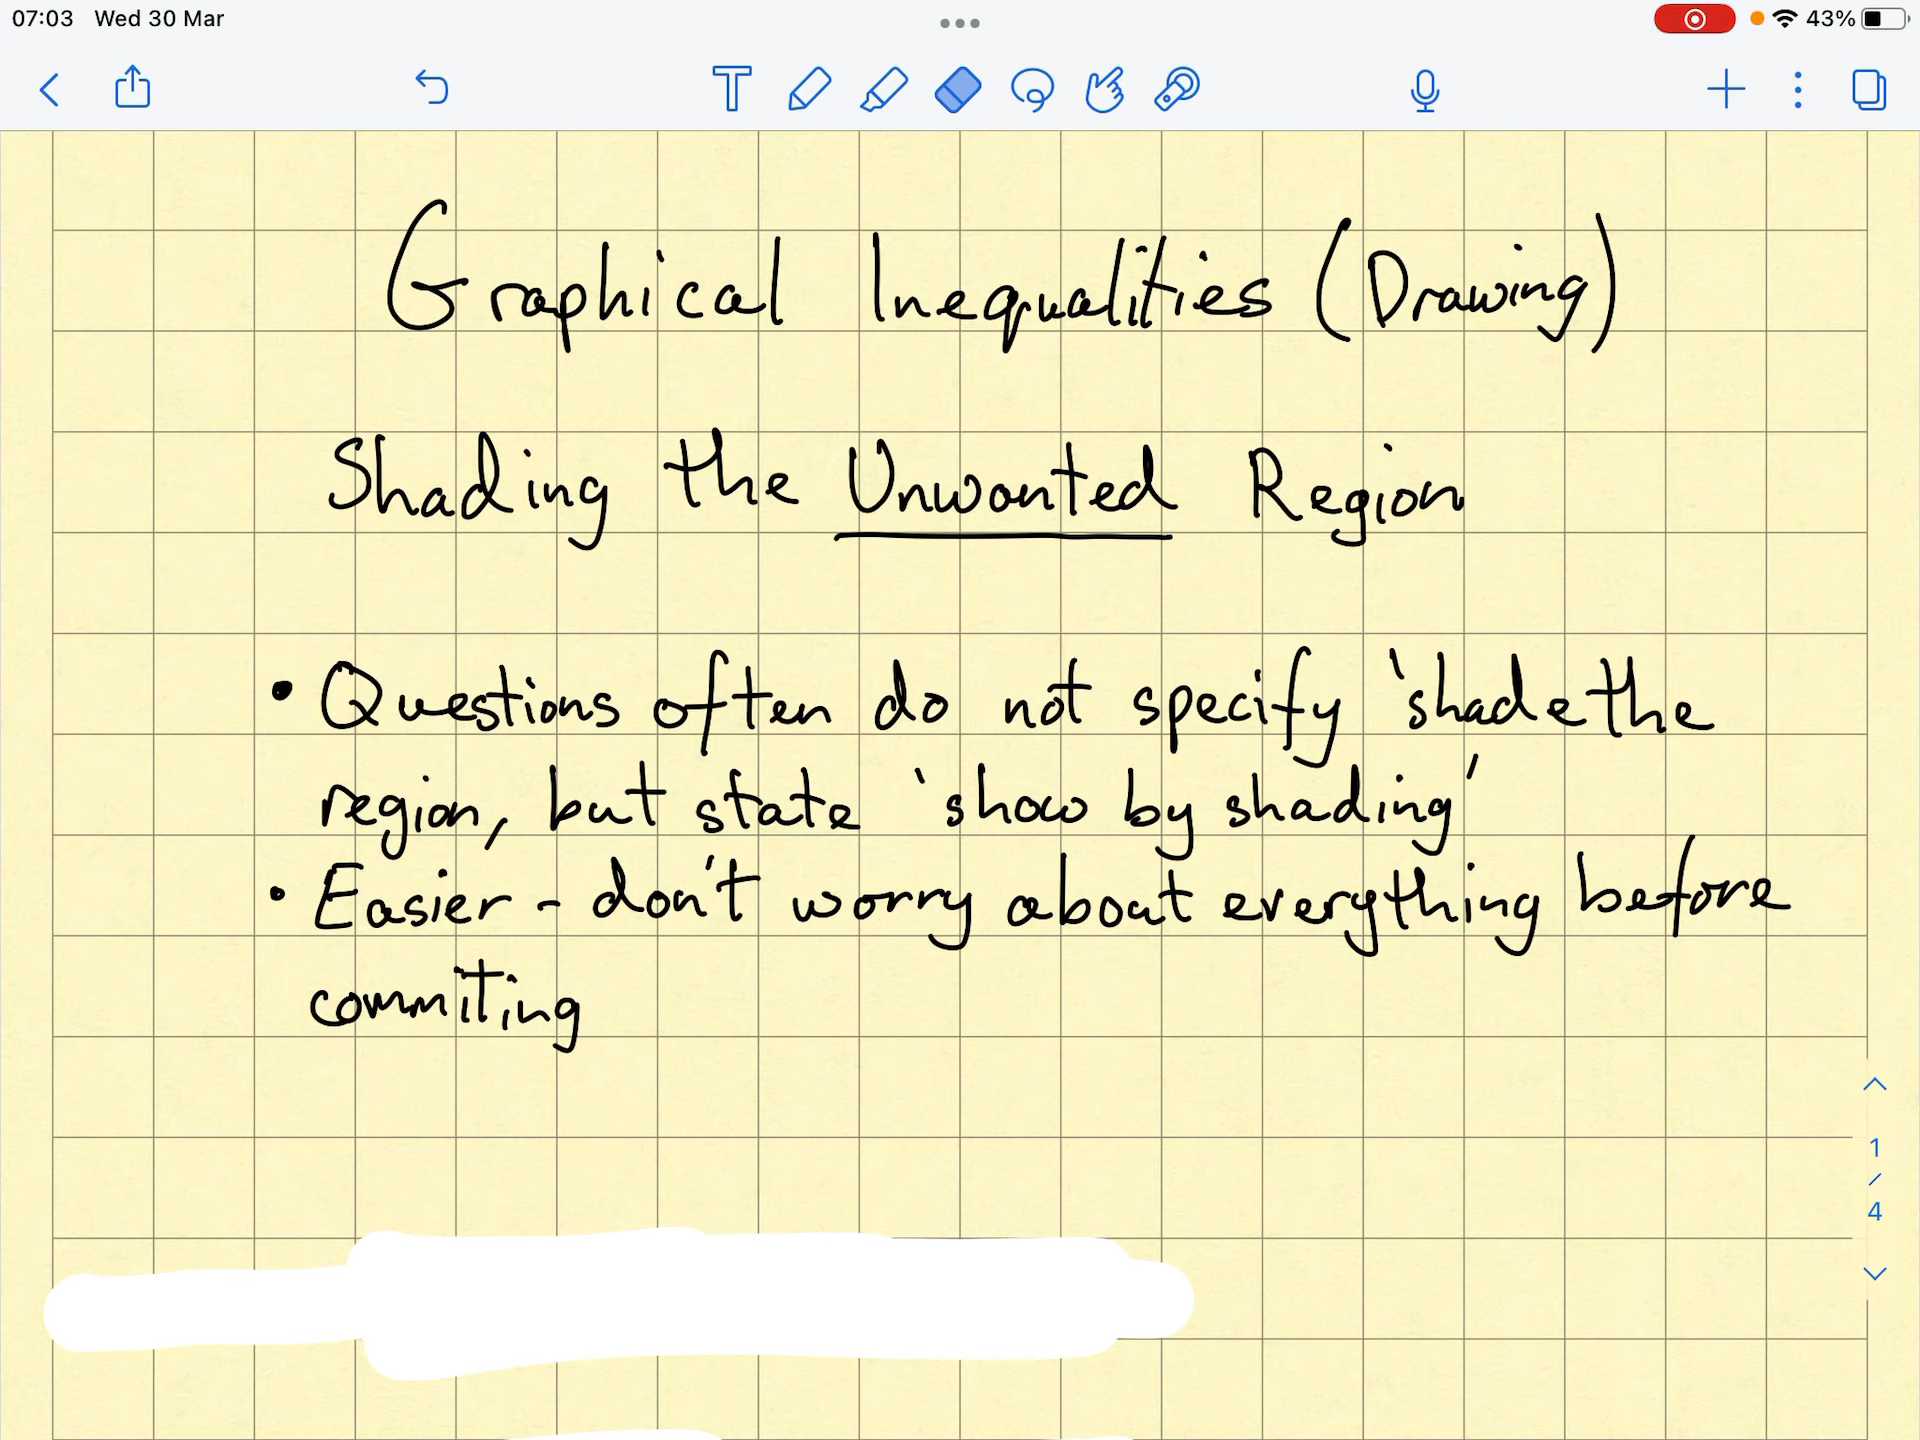 07:03 Wed 30 Mar
43%
Graphical Inequalities (Drawing)
Shading the Unwanted Region
• Questions often do not specify 'shade the
region, but state 'show by shading'
• Easier - don't worry about everything before
commiting
1
/
4